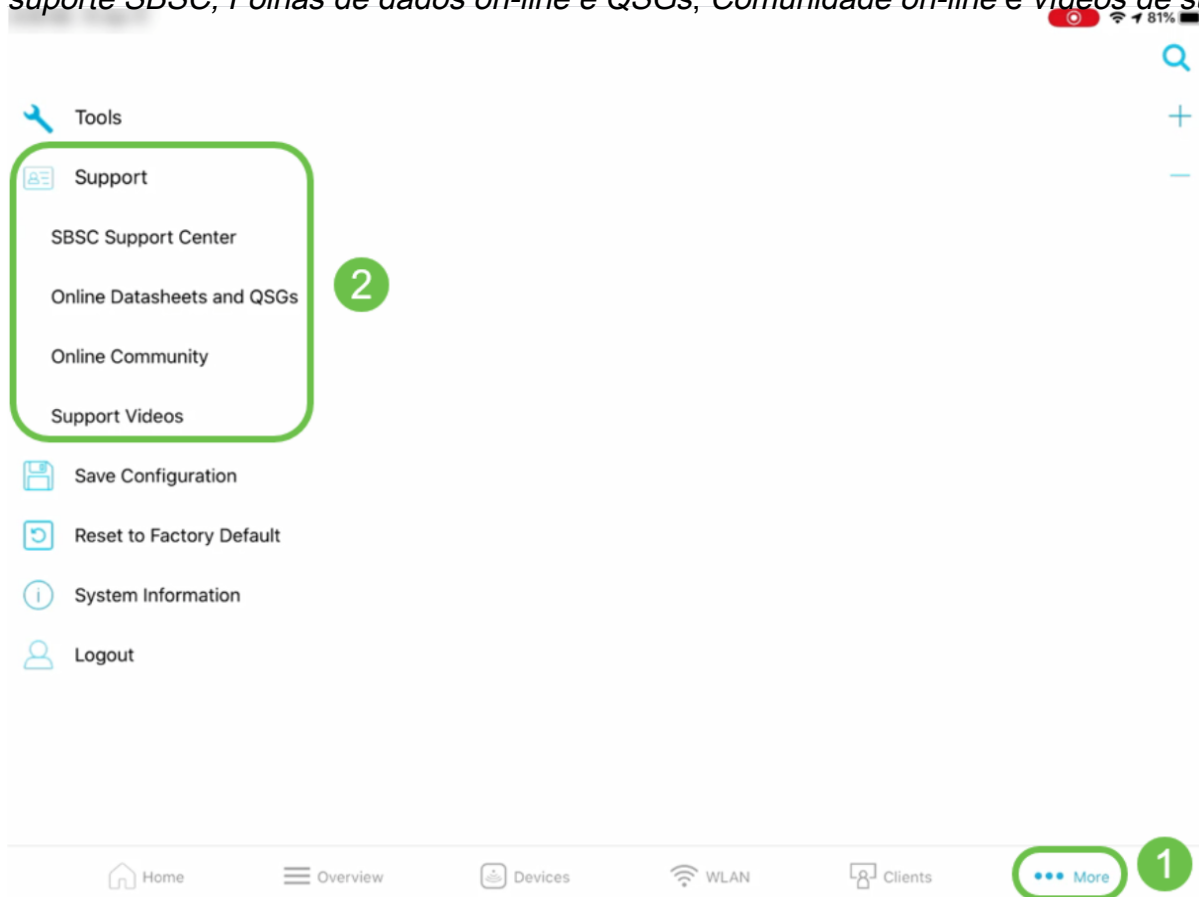 suporte SBSC, Folhas de dados on-line e QSGs, Comunidade on-line e vídeos de
81%
Tools
Support
SBSC Support Center
Online Datasheets and QSGs
2
Online Community
Support Videos
Save Configuration
Reset to Factory Default
System Information
Logout
Home Overview Devices WLAN Clients More 1